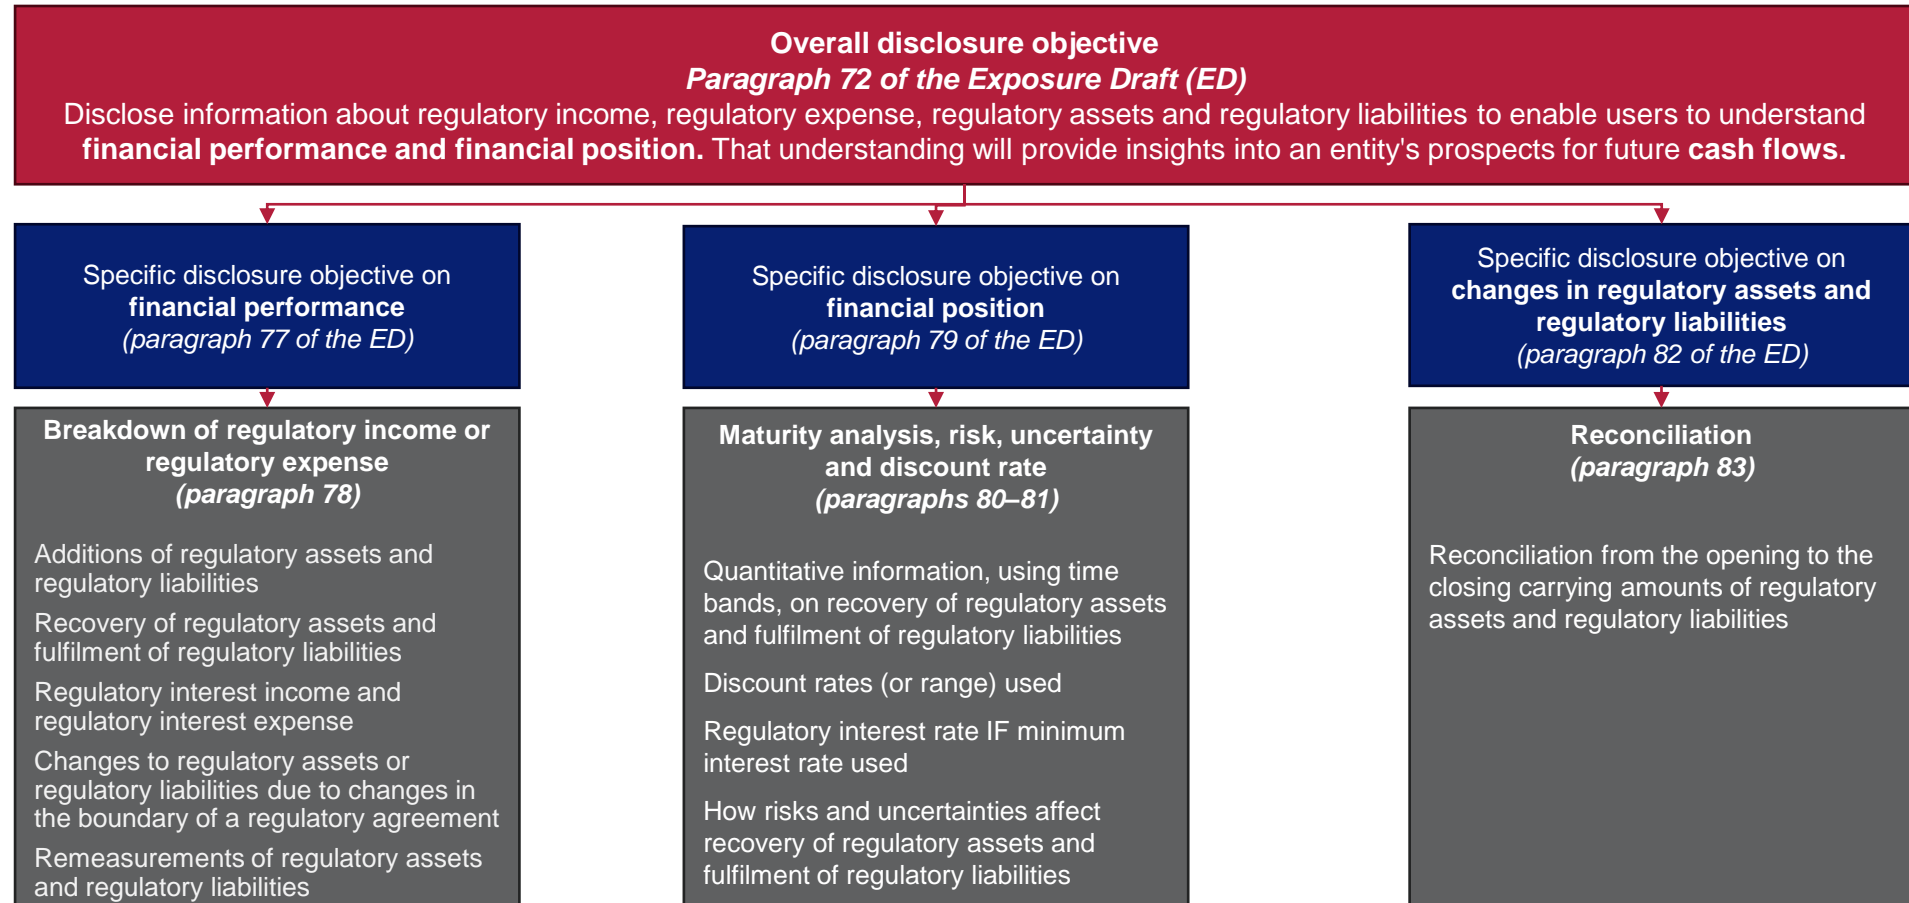 Overall disclosure objective
Paragraph 72 of the Exposure Draft (ED)
Disclose information about regulatory income, regulatory expense, regulatory assets and regulatory liabilities to enable users to understand
financial performance and financial position. That understanding will provide insights into an entity's prospects for future cash flows.
Specific disclosure objective on
financial performance
(paragraph 77 of the ED)
Specific disclosure objective on
financial position
(paragraph 79 of the ED)
Specific disclosure objective on
changes in regulatory assets and
regulatory liabilities
(paragraph 82 of the ED)
Breakdown of regulatory income or
regulatory expense
(paragraph 78)
Additions of regulatory assets and
regulatory liabilities
Recovery of regulatory assets and
fulfilment of regulatory liabilities
Regulatory interest income and
regulatory interest expense
Changes to regulatory assets or
regulatory liabilities due to changes in
the boundary of a regulatory agreement
Remeasurements of regulatory assets
and regulatory liabilities
Maturity analysis, risk, uncertainty
and discount rate
(paragraphs 80–81)
Quantitative information, using time
bands, on recovery of regulatory assets
and fulfilment of regulatory liabilities
Discount rates (or range) used
Regulatory interest rate IF minimum
interest rate used
How risks and uncertainties affect
recovery of regulatory assets and
fulfilment of regulatory liabilities
Reconciliation
(paragraph 83)
Reconciliation from the opening to the
closing carrying amounts of regulatory
assets and regulatory liabilities